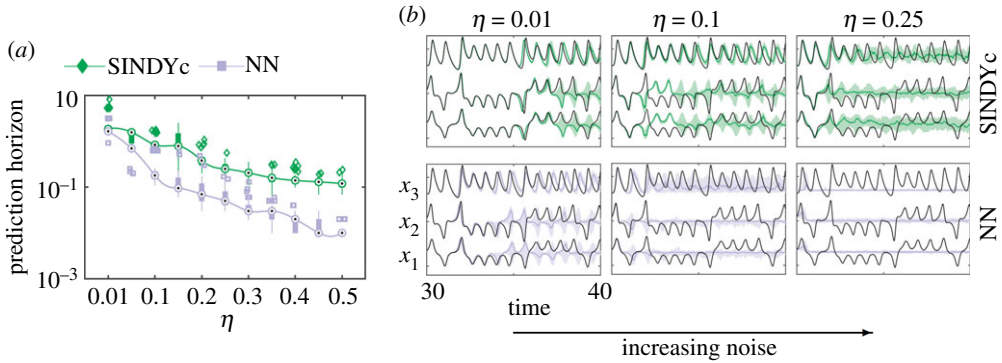 (a)
SINDYc NN
prediction horizon
10
10⁻¹
10⁻³
0.01 0.1 0.2 0.3 0.4 0.5
η
(b)
η = 0.01 η = 0.1 η = 0.25
SINDYc
x₃
x₂
x₁
NN
30 40
time
increasing noise